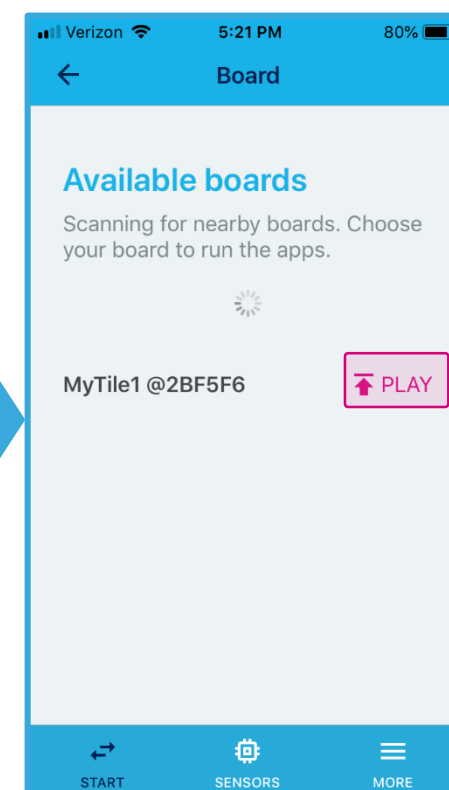 Verizon 5:21 PM 80%
Board
Available boards
Scanning for nearby boards. Choose
your board to run the apps.
MyTile1 @2BF5F6 PLAY
START SENSORS MORE